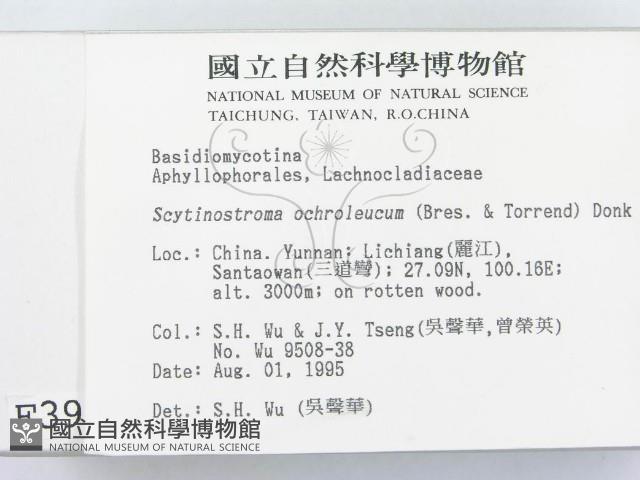 國立自然科學博物館
NATIONAL MUSEUM OF NATURAL SCIENCE
TAICHUNG, TAIWAN, R.O.CHINA
Basidiomycotina
Aphyllophorales, Lachnocladiaceae
Scytinostroma ochroleucum (Bres. & Torrend) Donk
Loc.: China. Yunnan; Lichiang(麗江),
Santaowan(三道彎); 27.09N, 100.16E;
alt. 3000m; on rotten wood.
Col.: S.H. Wu & J.Y. Tseng(吳聲華,曾榮英)
No. Wu 9508-38
Date: Aug. 01, 1995
Det.: S.H. Wu (吳聲華)
F39
國立自然科學博物館
NATIONAL MUSEUM OF NATURAL SCIENCE